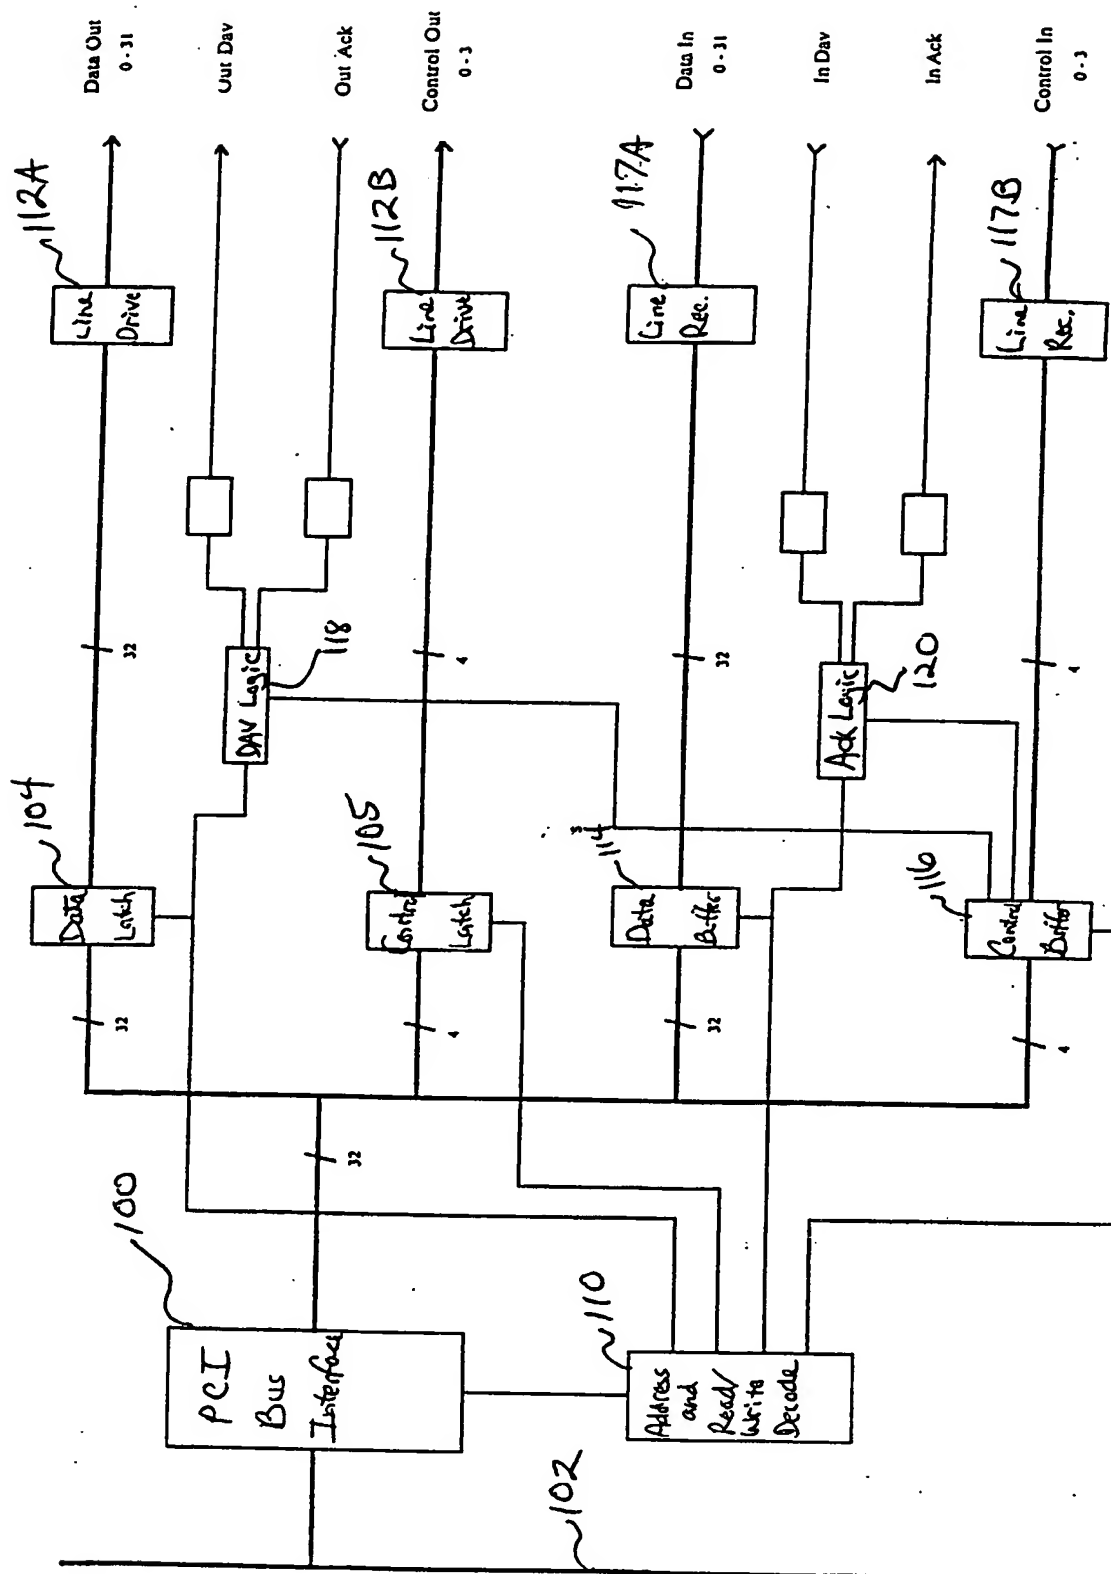 Data Out
0 - 31
Out Dav
Out Ack
Control Out
0 - 3
Data In
0 - 31
In Dav
In Ack
Control In
0 - 3
112A
Line
Drive
112B
Line
Drive
117A
Line
Rec.
117B
Line
Rec.
32
DAV Logic
118
4
32
Ack Logic
120
4
104
Data
Latch
105
Control
Latch
114
Data
Buffer
116
Control
Buffer
32
4
32
4
32
100
PCI
Bus
Interface
110
Address
and
Read/
Write
Decode
102